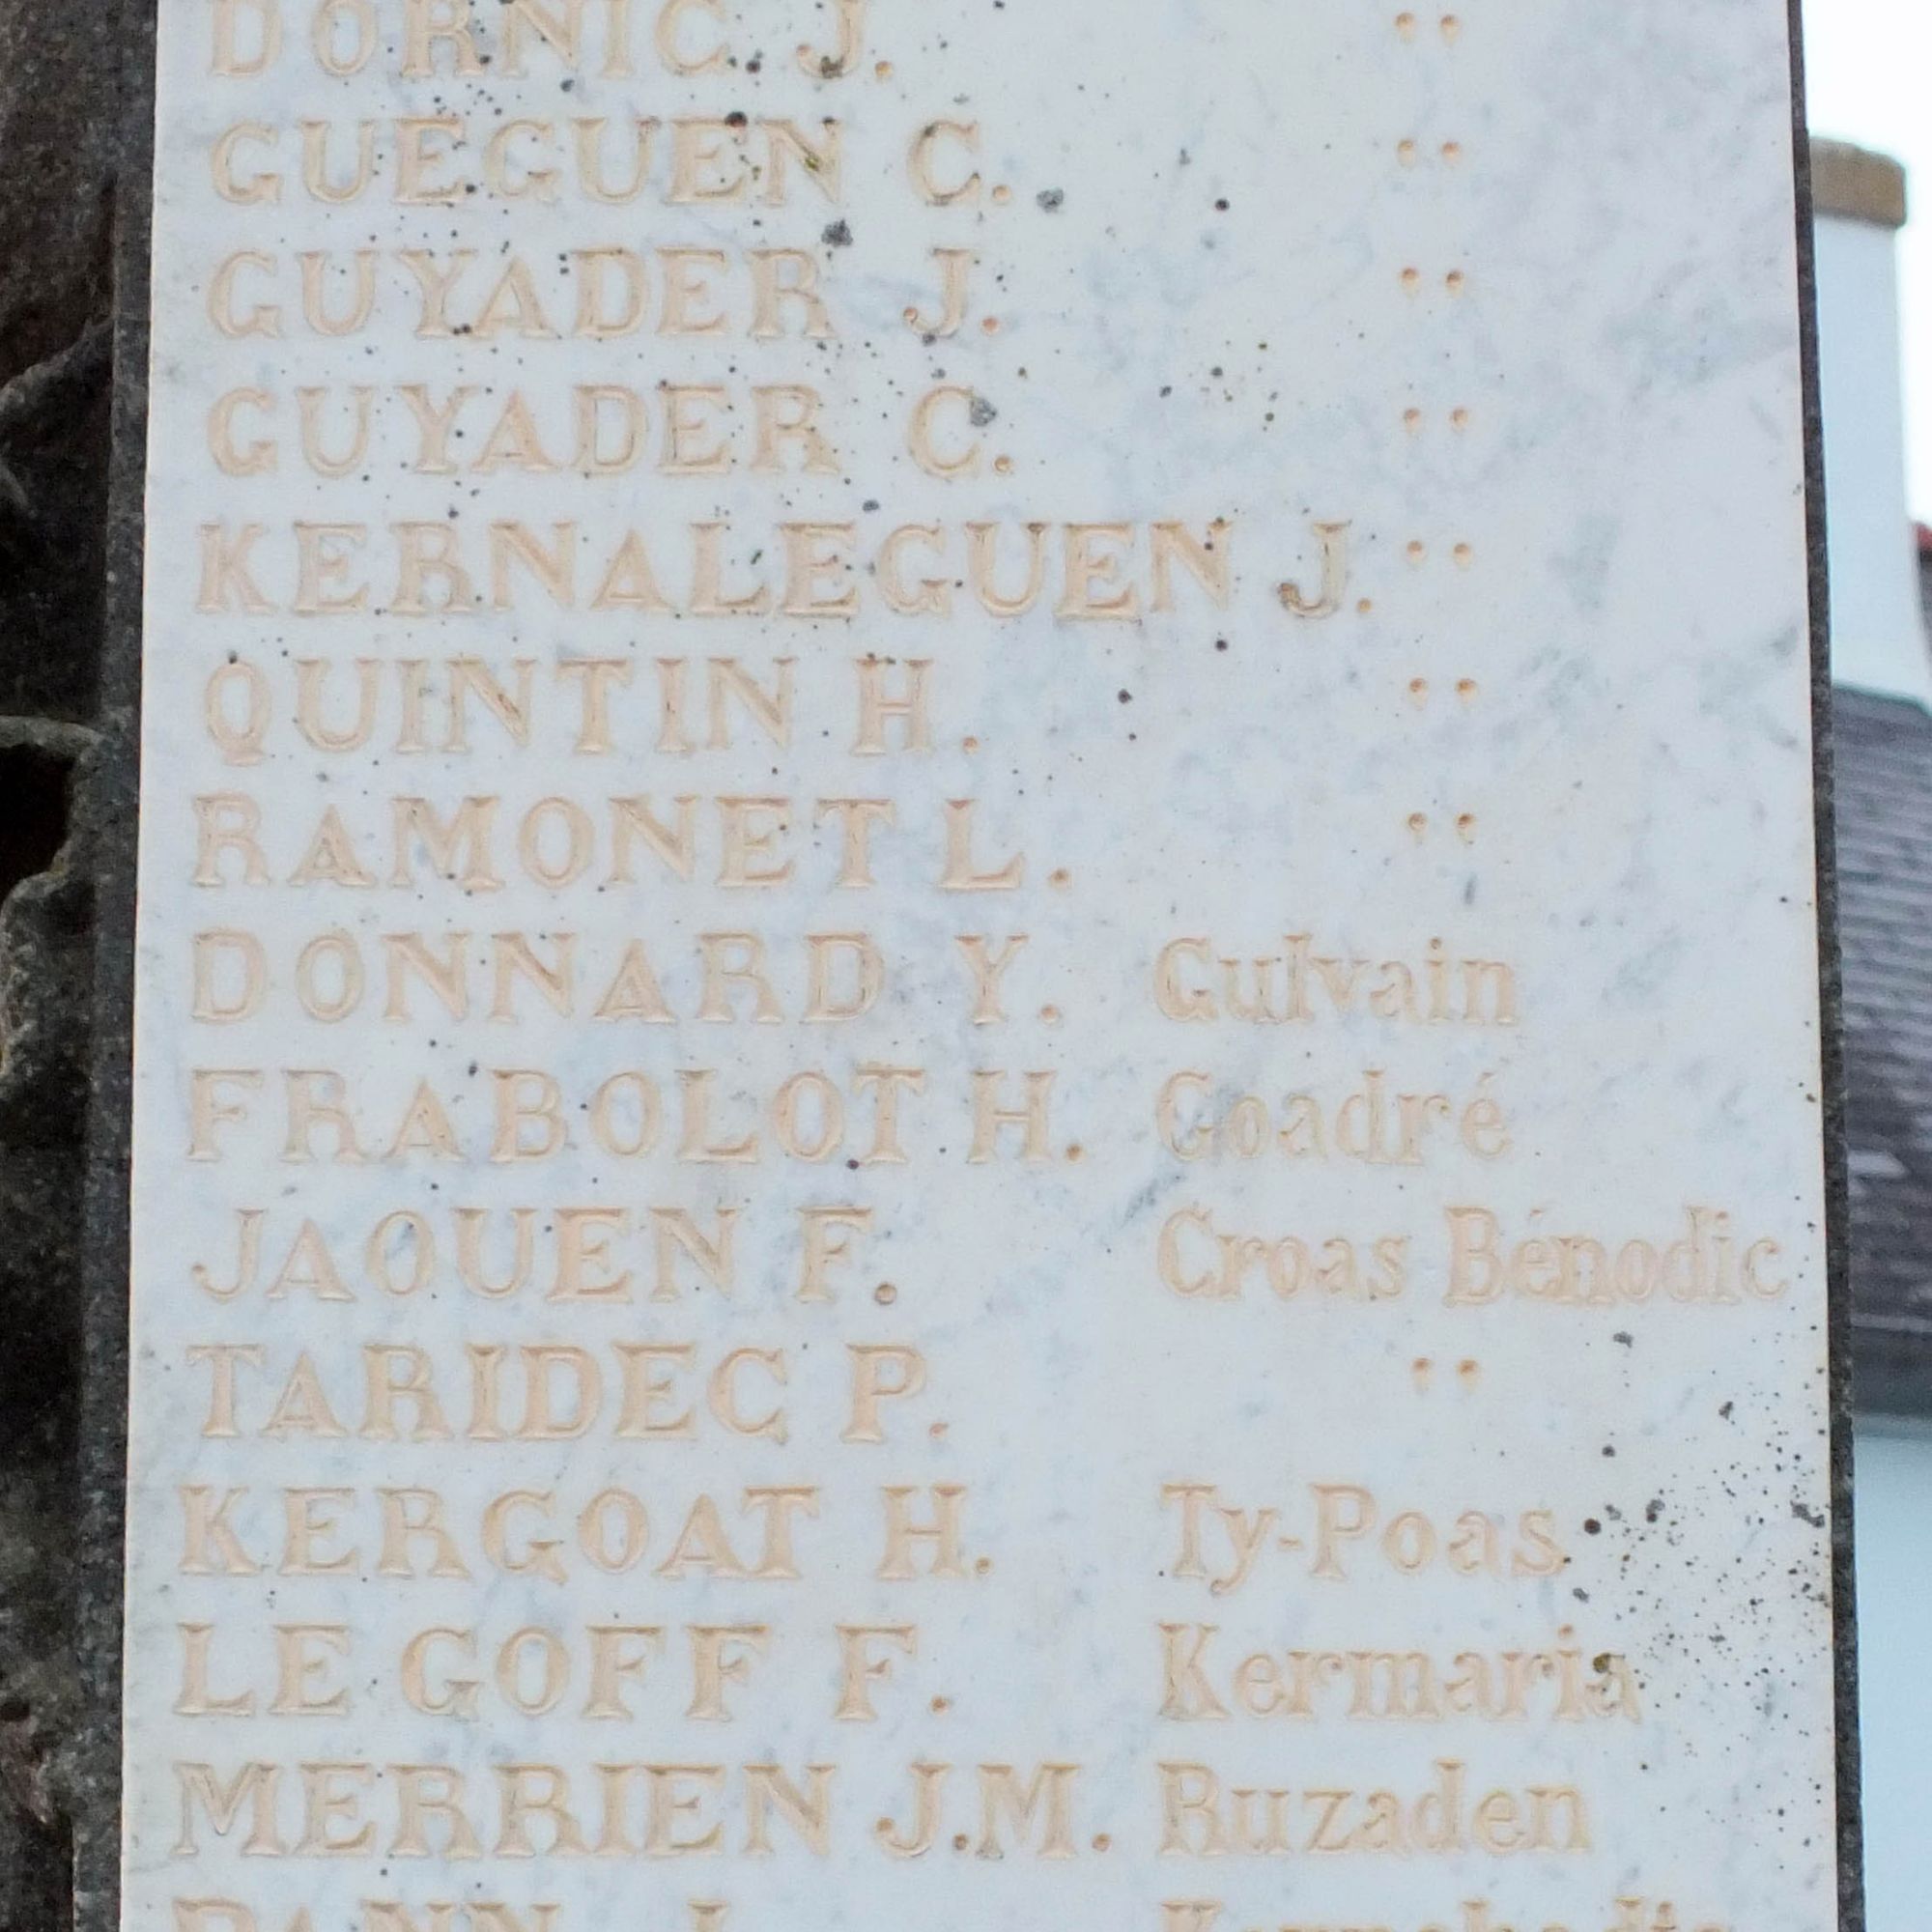 DORNIC J. ''
GUEGUEN C. ''
GUYADER J. ''
GUYADER C. ''
KERNALEGUEN J. ''
QUINTIN H. ''
RAMONET L. ''
DONNARD Y. Gulvain
FRABOLOT H. Goadré
JAOUEN F. Croas Bénodic
TARIDEC P. ''
KERGOAT H. Ty-Poas
LE GOFF F. Kermaria
MERRIEN J.M. Ruzaden